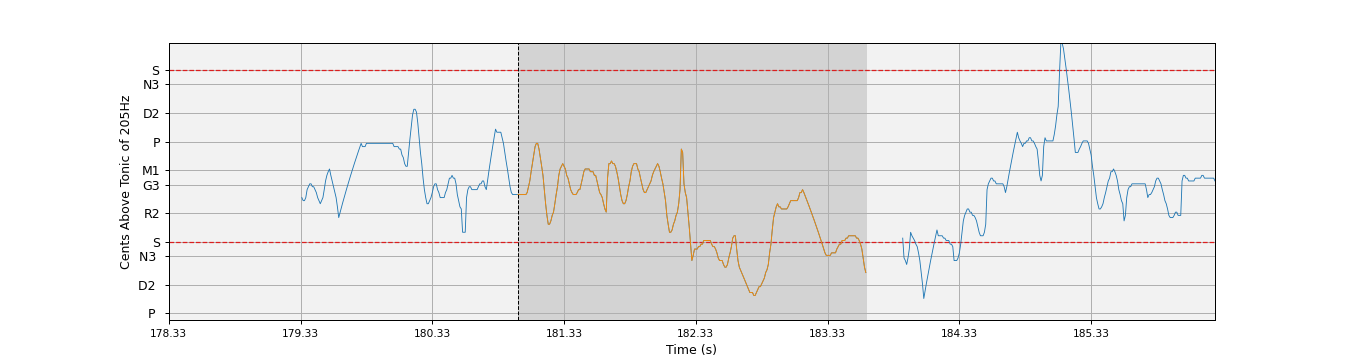 Cents Above Tonic of 205Hz
S
N3
D2
P
M1
G3
R2
S
N3
D2
P
178.33 179.33 180.33 181.33 182.33 183.33 184.33 185.33
Time (s)